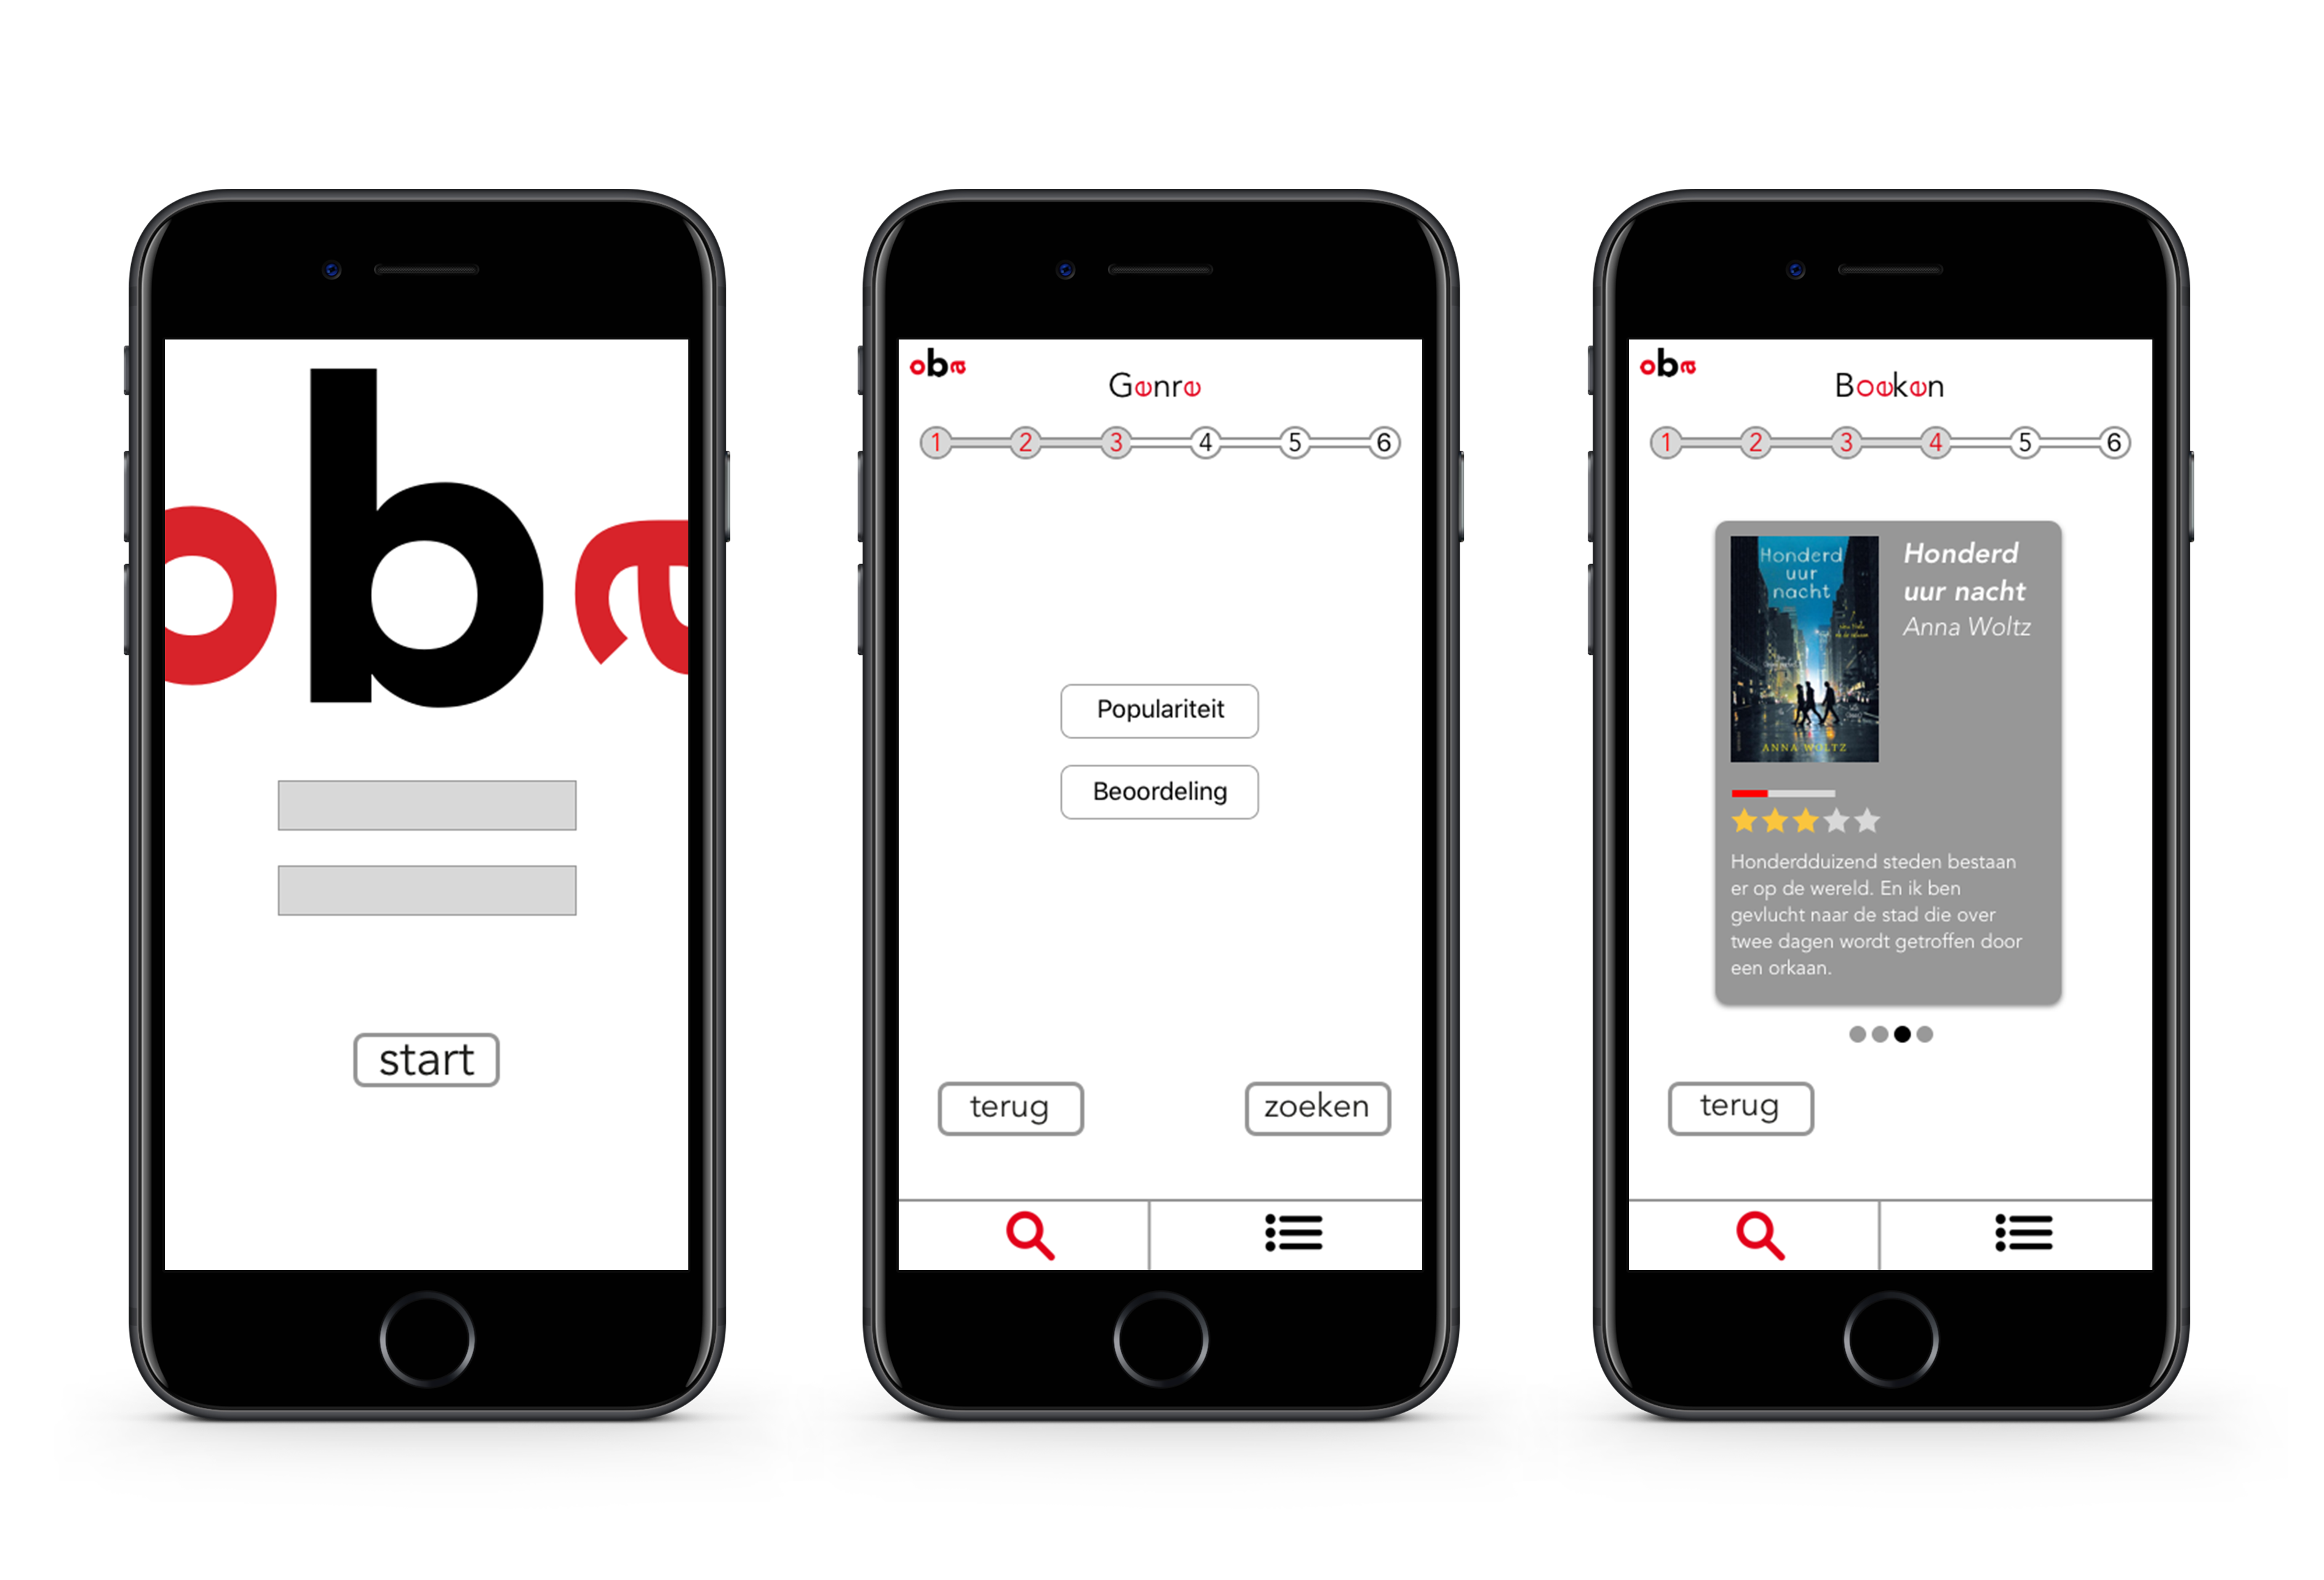 oba
start
oba
Genre
1 2 3 4 5 6
Populariteit
Beoordeling
terug
zoeken
oba
Boeken
1 2 3 4 5 6
Honderd
uur
nacht
ANNA WOLTZ
Honderd
uur nacht
Anna Woltz
Honderdduizend steden bestaan
er op de wereld. En ik ben
gevlucht naar de stad die over
twee dagen wordt getroffen door
een orkaan.
terug